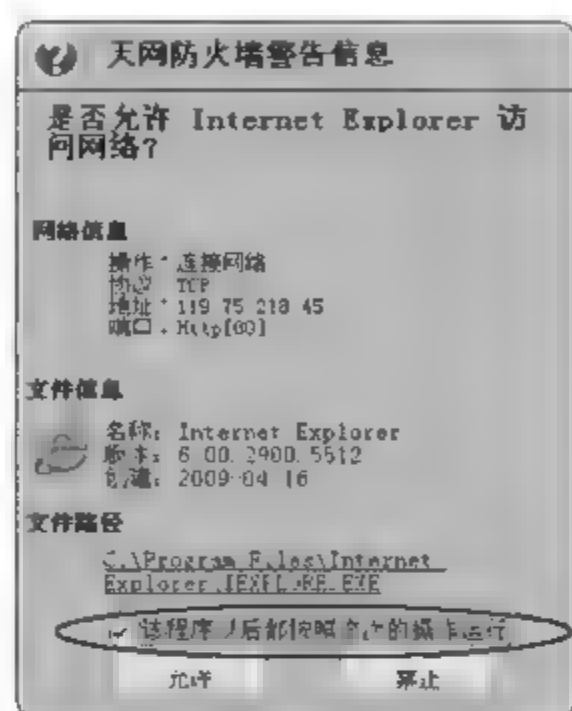 天网防火墙警告信息
是否允许 Internet Explorer 访
问网络?
网络信息
操作: 连接网络
协议: TCP
地址: 119.75.218.45
端口: Http[80]
文件信息
名称: Internet Explorer
版本: 6.00.2900.5512
创建: 2009-04-16
文件路径
C:\Program Files\Internet
Explorer\IEXPLORE.EXE
该程序以后都按照的操作运行
允许
禁止